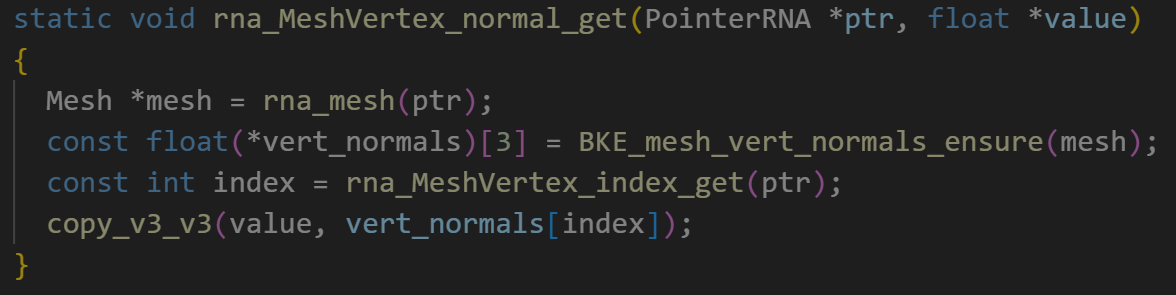 static void rna_MeshVertex_normal_get(PointerRNA *ptr, float *value)
{
  Mesh *mesh = rna_mesh(ptr);
  const float(*vert_normals)[3] = BKE_mesh_vert_normals_ensure(mesh);
  const int index = rna_MeshVertex_index_get(ptr);
  copy_v3_v3(value, vert_normals[index]);
}